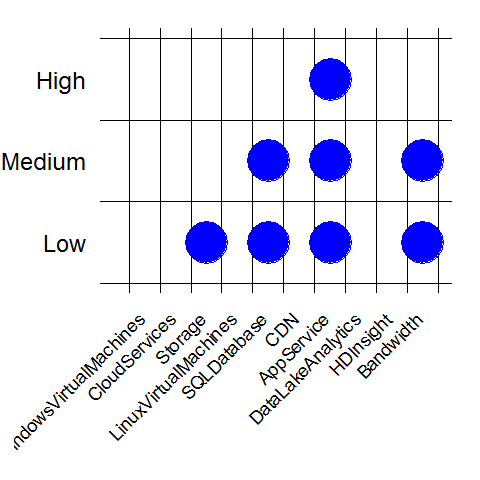 High
Medium
Low
ndowsVirtualMachines
CloudServices
Storage
LinuxVirtualMachines
SQLDatabase
CDN
AppService
DataLakeAnalytics
HDInsight
Bandwidth